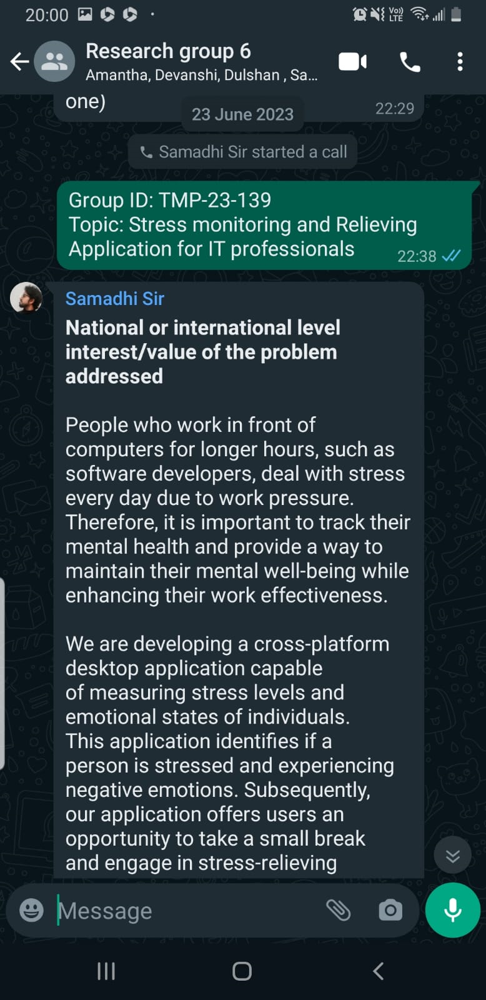 20:00
Vo))
LTE
Research group 6
Amantha, Devanshi, Dulshan , Sa...
one)
22:29
23 June 2023
Samadhi Sir started a call
Group ID: TMP-23-139
Topic: Stress monitoring and Relieving
Application for IT professionals
22:38
Samadhi Sir
National or international level
interest/value of the problem
addressed
People who work in front of
computers for longer hours, such as
software developers, deal with stress
every day due to work pressure.
Therefore, it is important to track their
mental health and provide a way to
maintain their mental well-being while
enhancing their work effectiveness.
We are developing a cross-platform
desktop application capable
of measuring stress levels and
emotional states of individuals.
This application identifies if a
person is stressed and experiencing
negative emotions. Subsequently,
our application offers users an
opportunity to take a small break
and engage in stress-relieving
Message